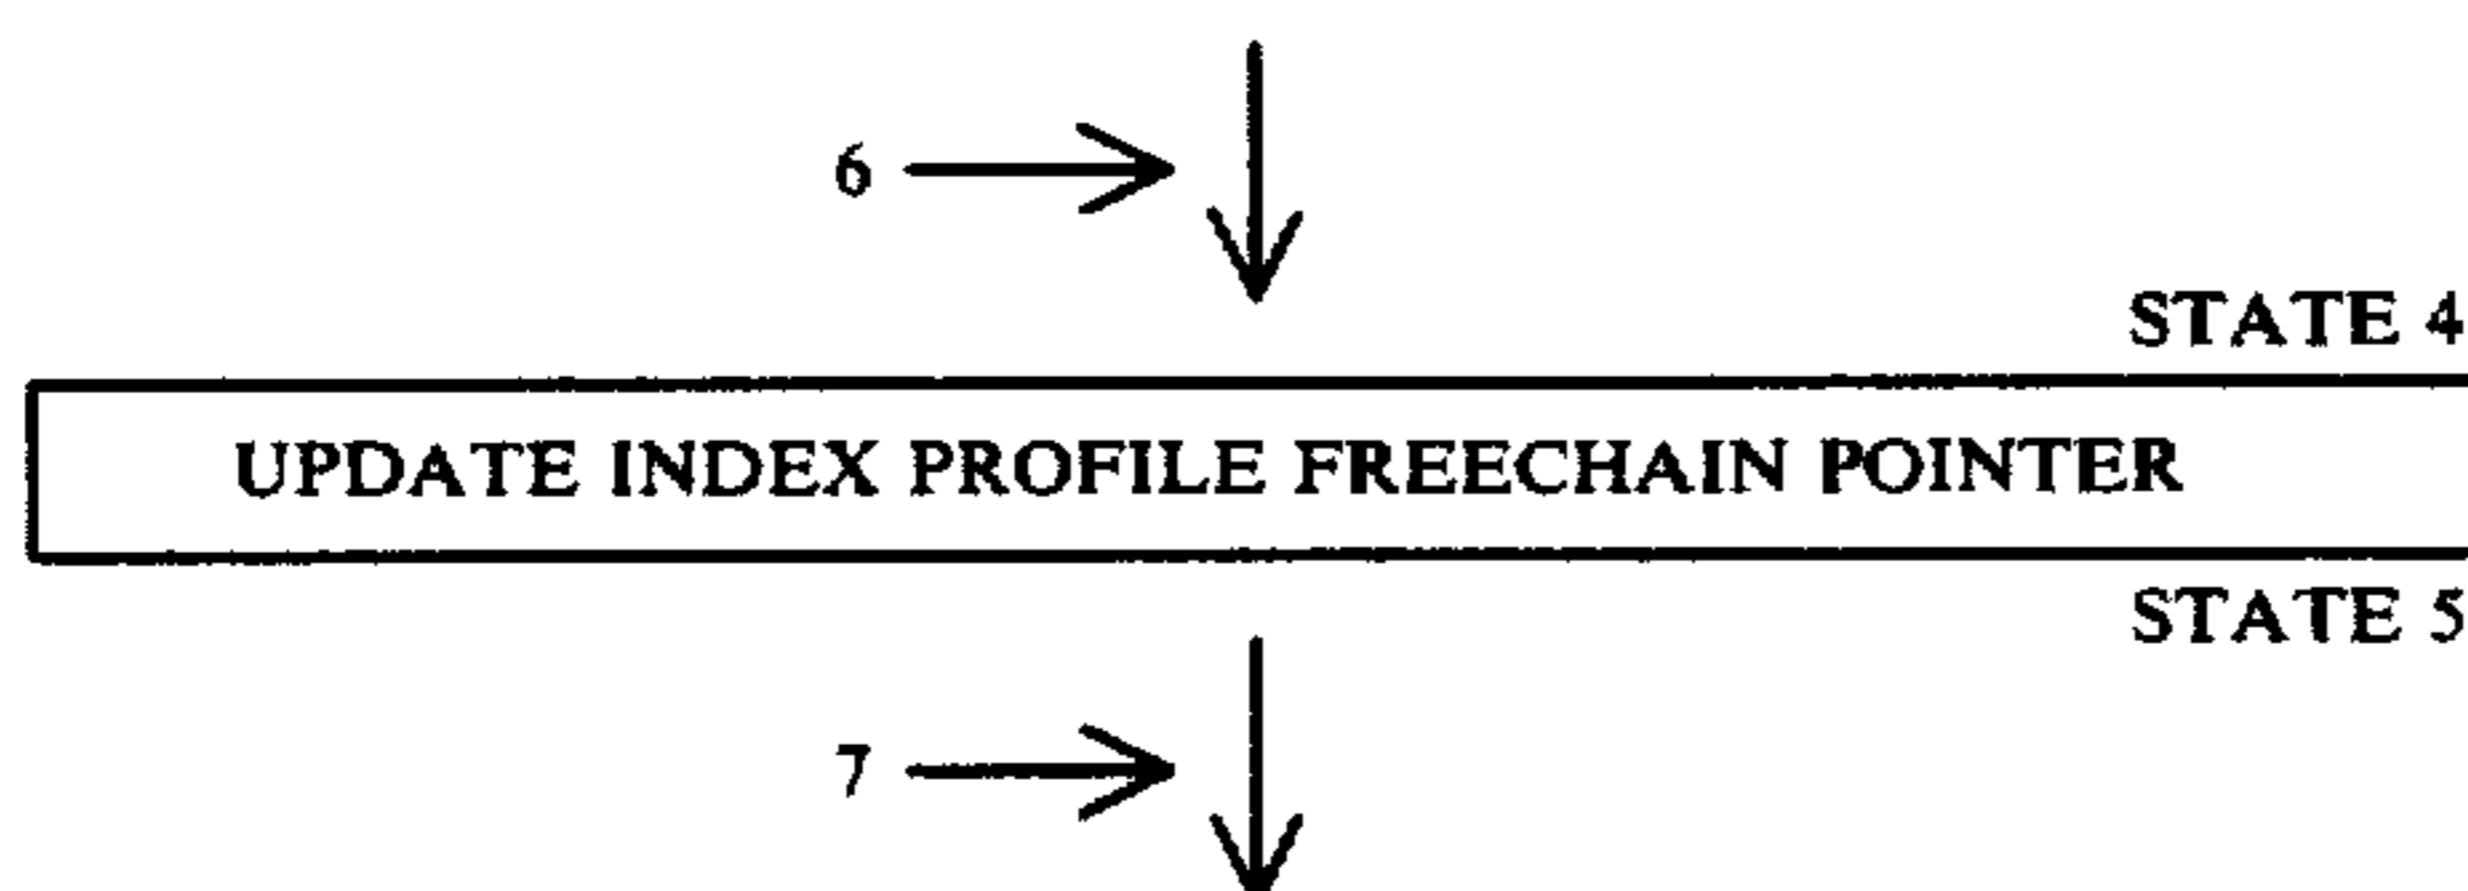 6
STATE 4
UPDATE INDEX PROFILE FREECHAIN POINTER
STATE 5
7